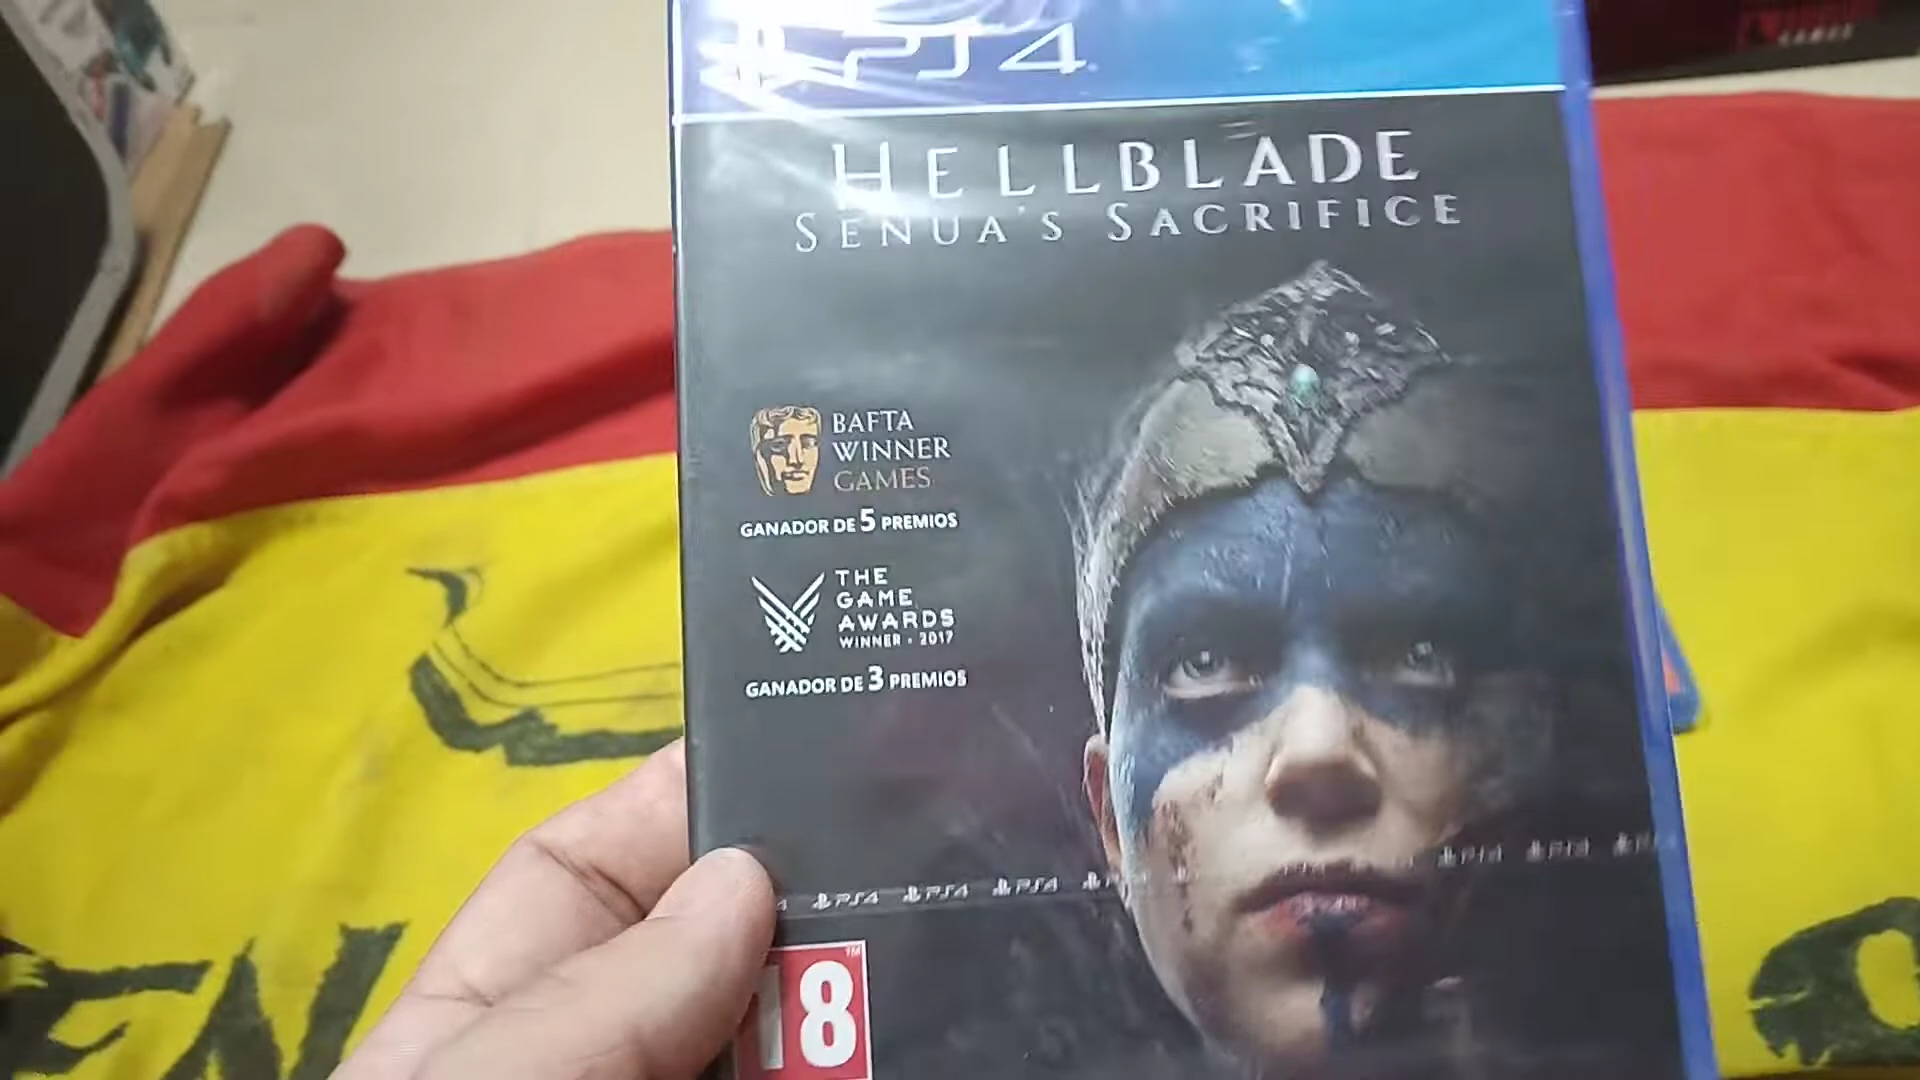 PS4
HELLBLADE
SENUA'S SACRIFICE
BAFTA
WINNER
GAMES
GANADOR DE 5 PREMIOS
THE
GAME
AWARDS
WINNER • 2017
GANADOR DE 3 PREMIOS
PS4 PS4 PS4 PS4 PS4
18
GAMES